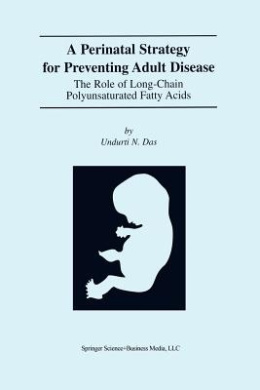 A Perinatal Strategy
for Preventing Adult Disease
The Role of Long-Chain
Polyunsaturated Fatty Acids
by
Undurti N. Das
Springer Science+Business Media, LLC